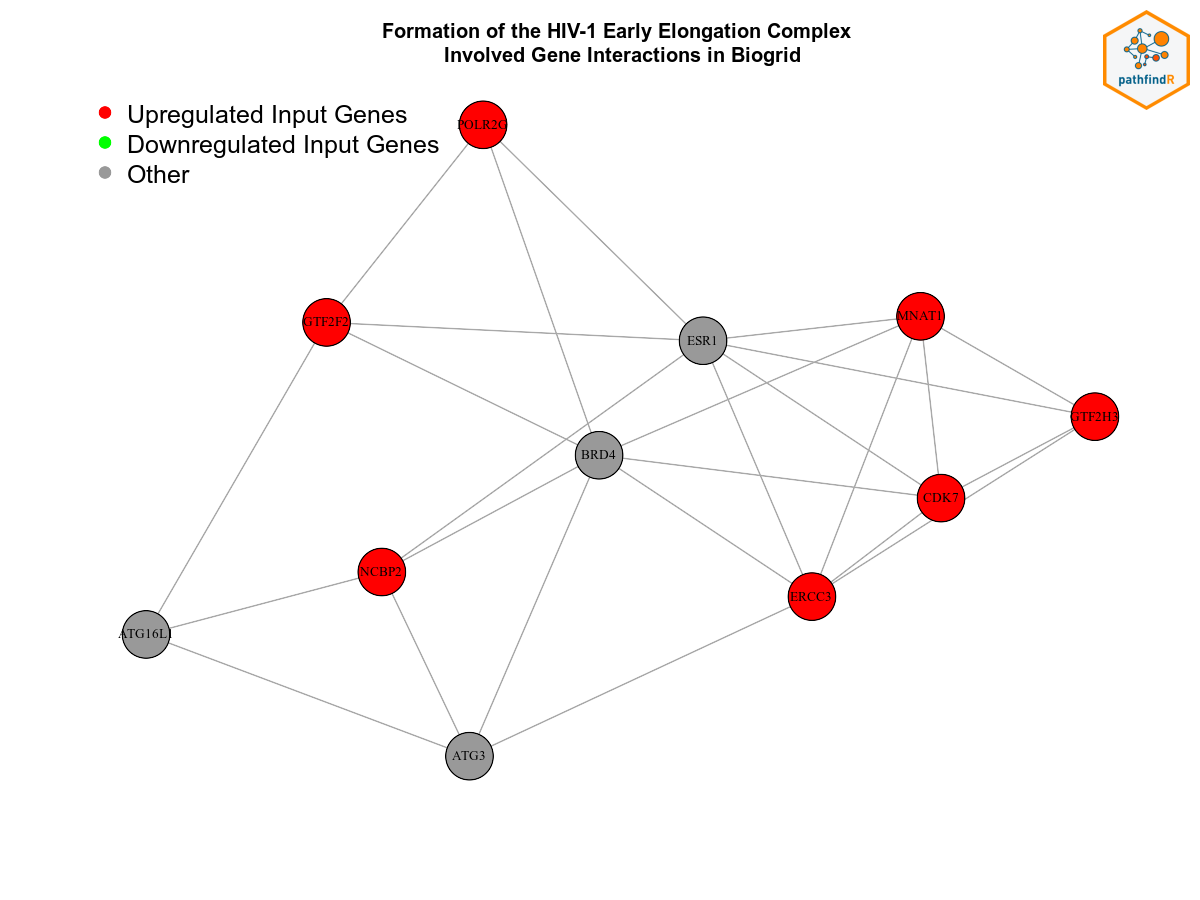 Formation of the HIV-1 Early Elongation Complex
Involved Gene Interactions in Biogrid
pathfindR
Upregulated Input Genes
Downregulated Input Genes
Other
POLR2G
GTF2F2
ESR1
MNAT1
GTF2H3
BRD4
CDK7
NCBP2
ERCC3
ATG16L1
ATG3